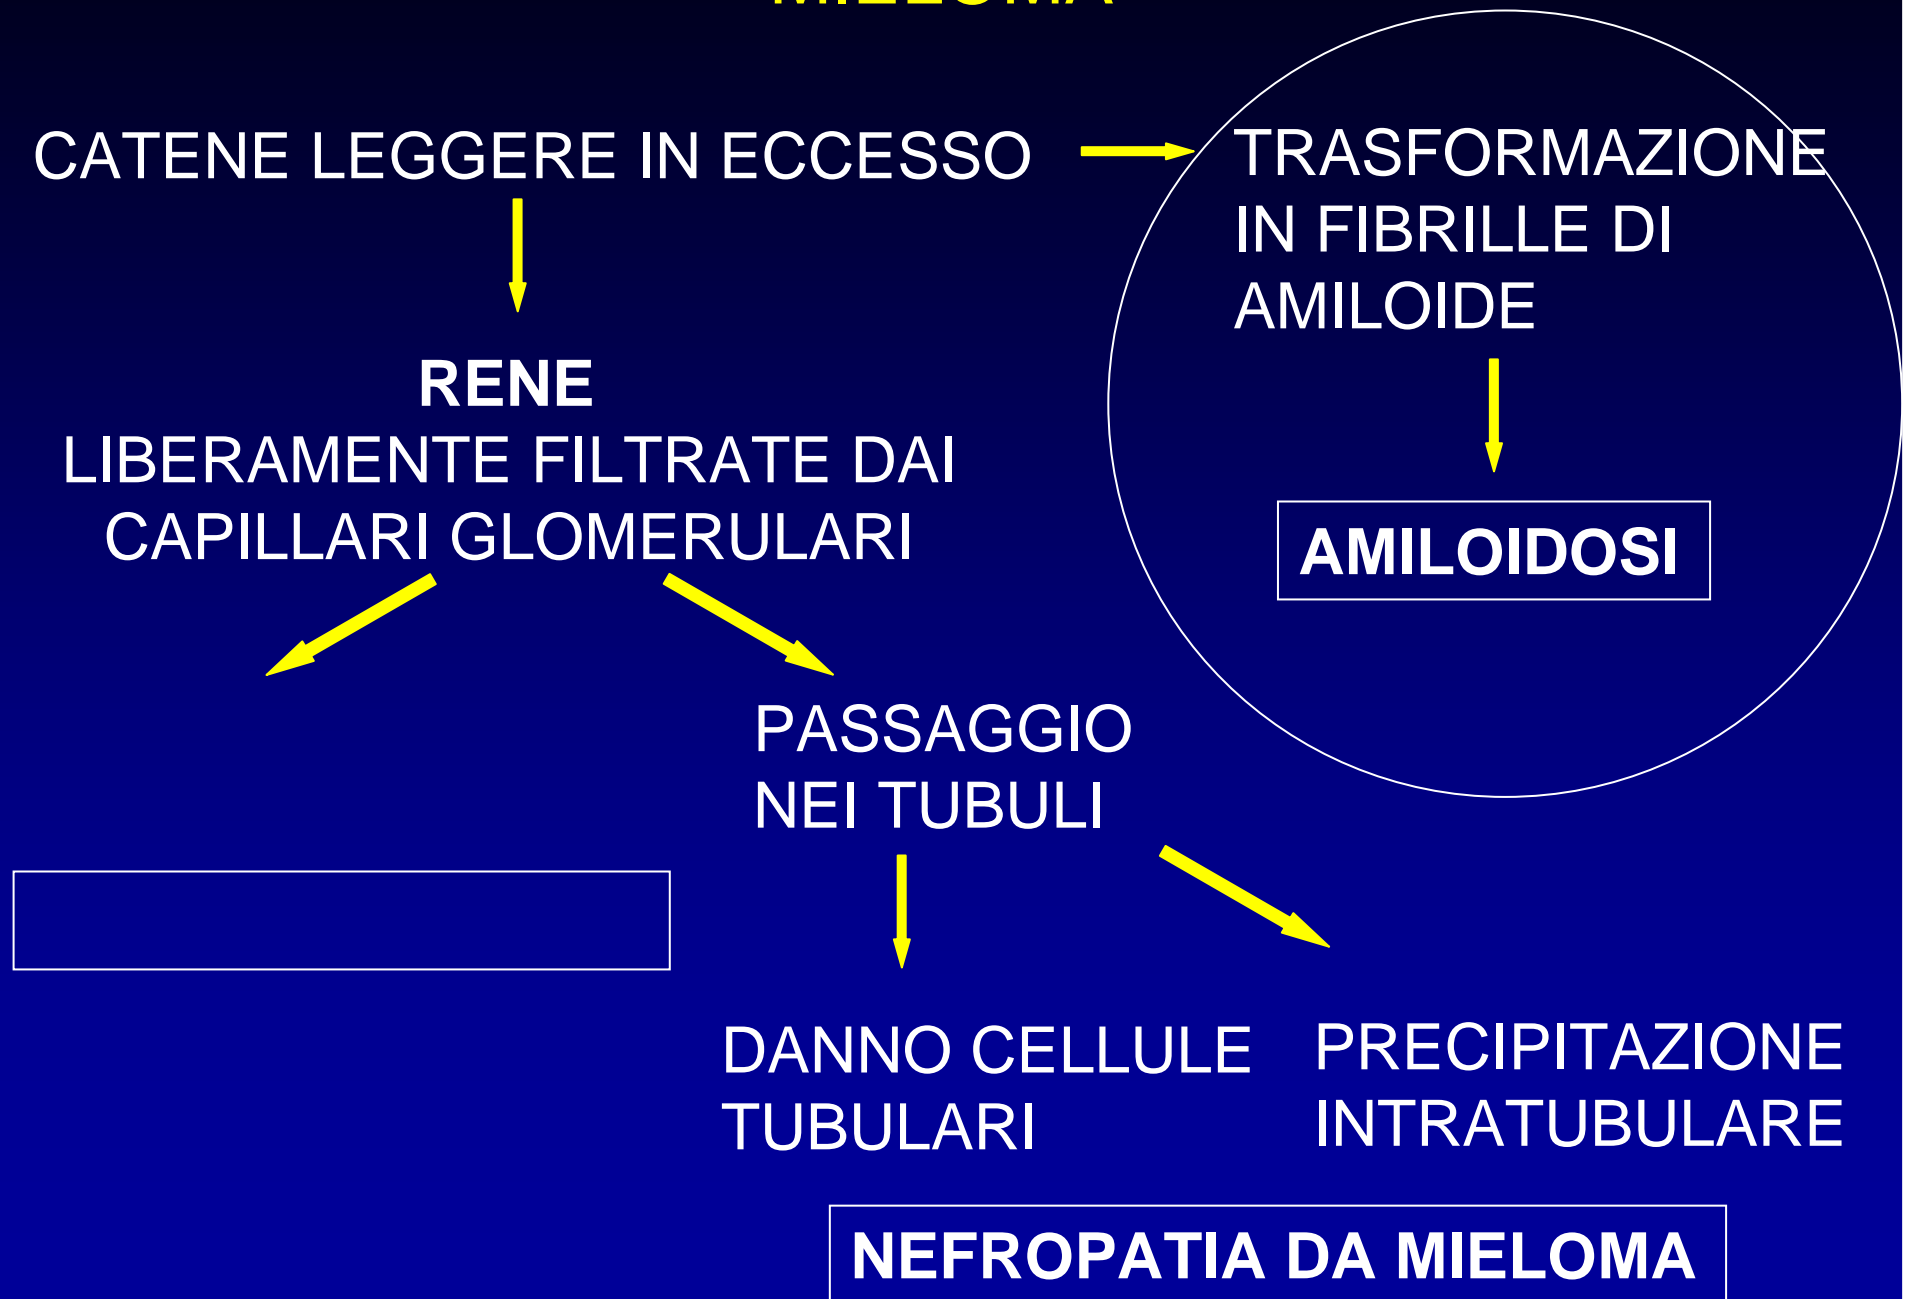 MIELOMA
CATENE LEGGERE IN ECCESSO
TRASFORMAZIONE
IN FIBRILLE DI
AMILOIDE
RENE
LIBERAMENTE FILTRATE DAI
CAPILLARI GLOMERULARI
AMILOIDOSI
PASSAGGIO
NEI TUBULI
DANNO CELLULE
TUBULARI
PRECIPITAZIONE
INTRATUBULARE
NEFROPATIA DA MIELOMA